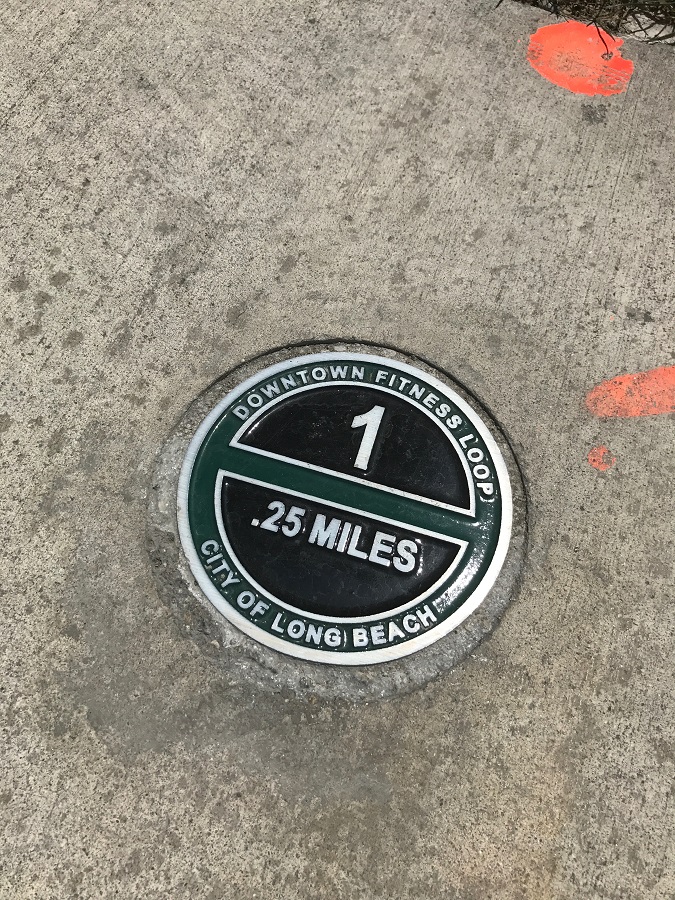 DOWNTOWN FITNESS LOOP
1
.25 MILES
CITY OF LONG BEACH